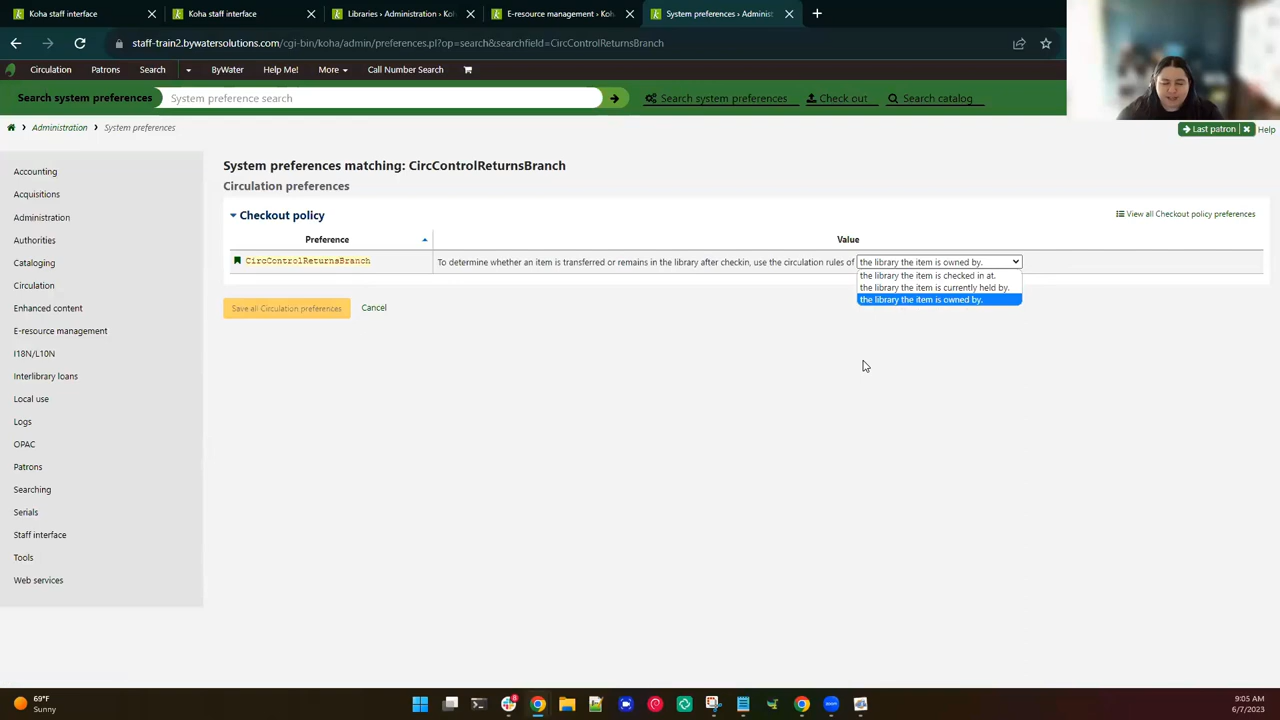 Koha staff interface
Koha staff interface
Libraries › Administration › Koh
E-resource management › Koh
System preferences › Administ
staff-train2.bywatersolutions.com/cgi-bin/koha/admin/preferences.pl?op=search&searchfield=CircControlReturnsBranch
Circulation Patrons Search ByWater Help Me! More Call Number Search
Search system preferences System preference search Search system preferences Check out Search catalog
Administration System preferences
Last patron Help
Accounting
Acquisitions
Administration
Authorities
Cataloging
Circulation
Enhanced content
E-resource management
I18N/L10N
Interlibrary loans
Local use
Logs
OPAC
Patrons
Searching
Serials
Staff interface
Tools
Web services
System preferences matching: CircControlReturnsBranch
Circulation preferences
Checkout policy
View all Checkout policy preferences
Preference Value
CircControlReturnsBranch To determine whether an item is transferred or remains in the library after checkin, use the circulation rules of the library the item is owned by.
the library the item is checked in at.
the library the item is currently held by.
the library the item is owned by.
Save all Circulation preferences Cancel
69°F
Sunny
9:05 AM
6/7/2023